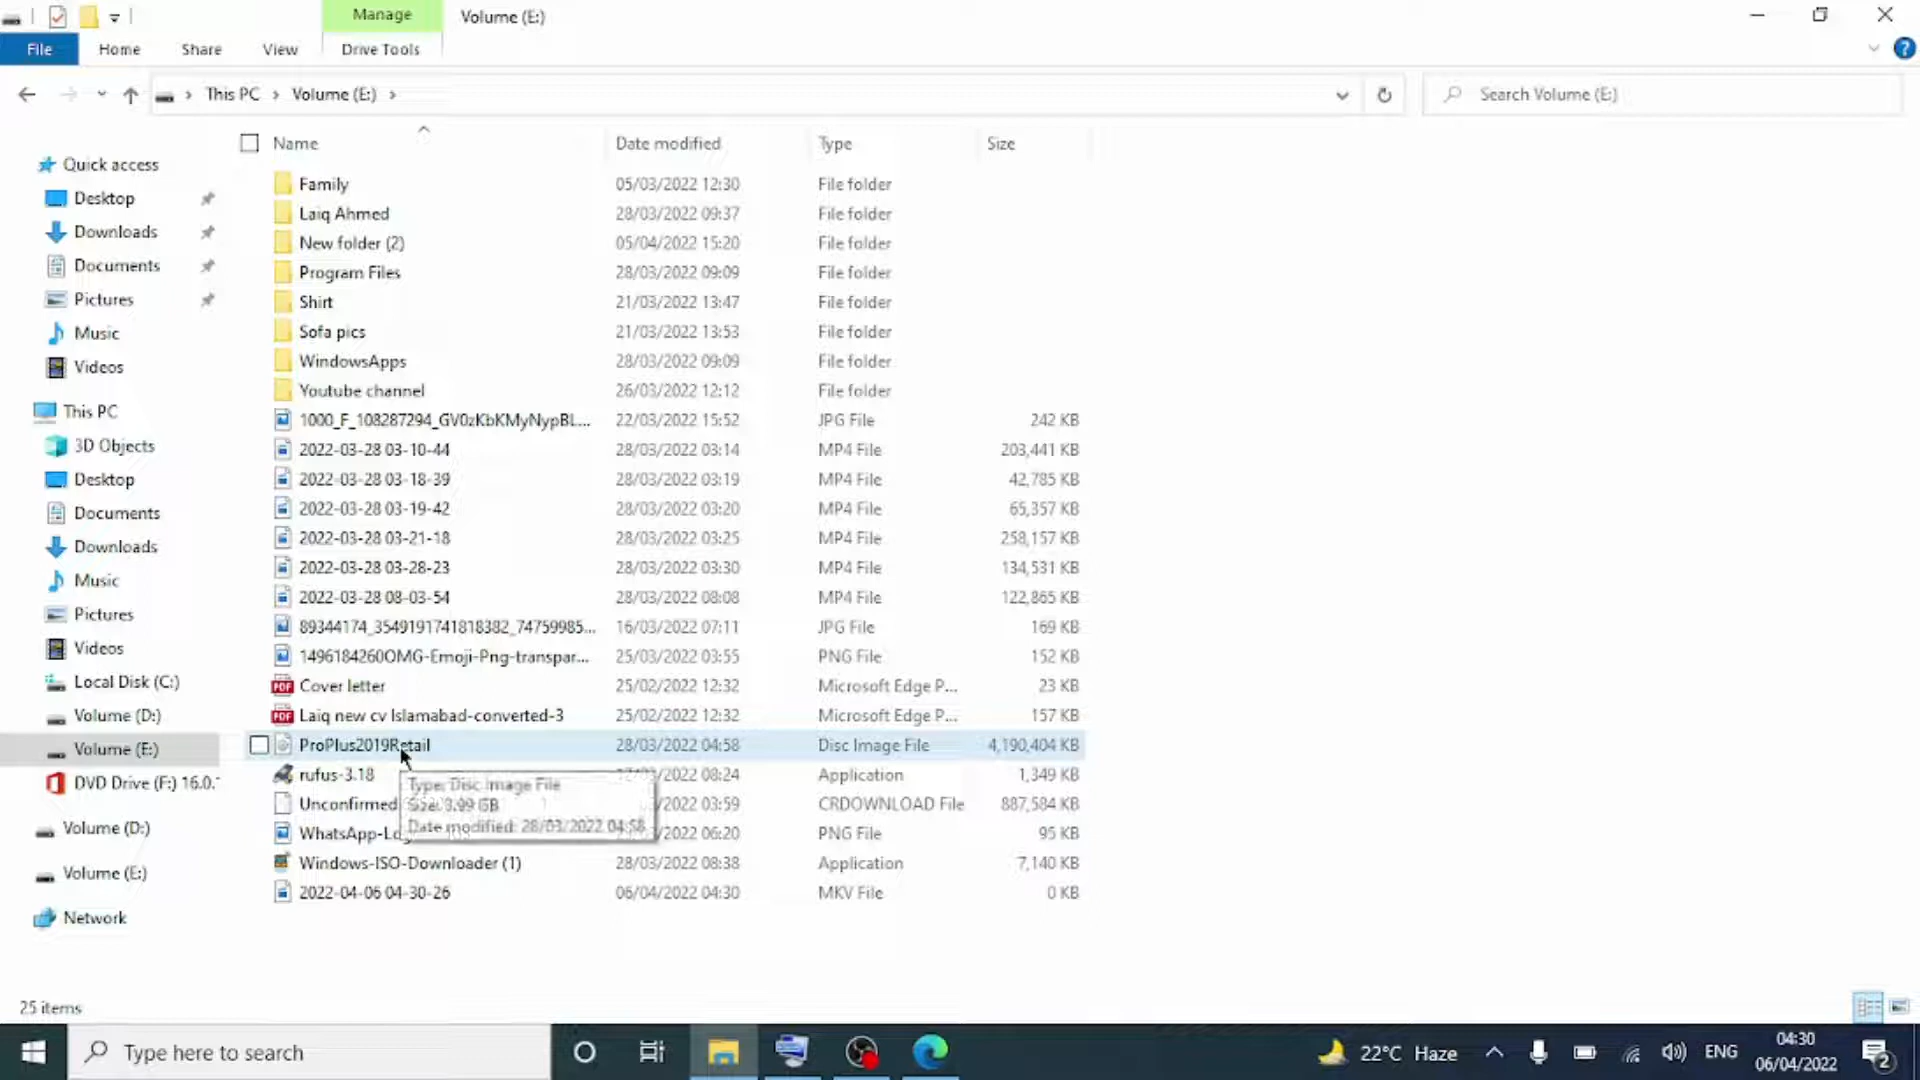 Manage
Volume (E:)
File
Home
Share
View
Drive Tools
This PC
Volume (E:)
Search Volume (E:)
Name
Date modified
Type
Size
Quick access
Desktop
Downloads
Documents
Pictures
Music
Videos
This PC
3D Objects
Desktop
Documents
Downloads
Music
Pictures
Videos
Local Disk (C:)
Volume (D:)
Volume (E:)
DVD Drive (F:) 16.0.
Volume (D:)
Volume (E:)
Network
Family 05/03/2022 12:30 File folder
Laiq Ahmed 28/03/2022 09:37 File folder
New folder (2) 05/04/2022 15:20 File folder
Program Files 28/03/2022 09:09 File folder
Shirt 21/03/2022 13:47 File folder
Sofa pics 21/03/2022 13:53 File folder
WindowsApps 28/03/2022 09:09 File folder
Youtube channel 26/03/2022 12:12 File folder
1000_F_108287294_GV0zKbKMyNypBL... 22/03/2022 15:52 JPG File 242 KB
2022-03-28 03-10-44 28/03/2022 03:14 MP4 File 203,441 KB
2022-03-28 03-18-39 28/03/2022 03:19 MP4 File 42,785 KB
2022-03-28 03-19-42 28/03/2022 03:20 MP4 File 65,357 KB
2022-03-28 03-21-18 28/03/2022 03:25 MP4 File 258,157 KB
2022-03-28 03-28-23 28/03/2022 03:30 MP4 File 134,531 KB
2022-03-28 08-03-54 28/03/2022 08:08 MP4 File 122,865 KB
89344174_3549191741818382_74759985... 16/03/2022 07:11 JPG File 169 KB
1496184260OMG-Emoji-Png-transpar... 25/03/2022 03:55 PNG File 152 KB
PDF Cover letter 25/02/2022 12:32 Microsoft Edge P... 23 KB
PDF Laiq new cv Islamabad-converted-3 25/02/2022 12:32 Microsoft Edge P... 157 KB
ProPlus2019Retail 28/03/2022 04:58 Disc Image File 4,190,404 KB
rufus-3.18 08:24 Application 1,349 KB
Unconfirmed 03:59 CRDOWNLOAD File 887,584 KB
WhatsApp-Lo /2022 06:20 PNG File 95 KB
Windows-ISO-Downloader (1) 28/03/2022 08:38 Application 7,140 KB
2022-04-06 04-30-26 06/04/2022 04:30 MKV File 0 KB
Type: Disc Image File
Size: 3.99 GB
Date modified: 28/03/2022 04:58
25 items
Type here to search
22°C Haze
ENG
04:30
06/04/2022
2